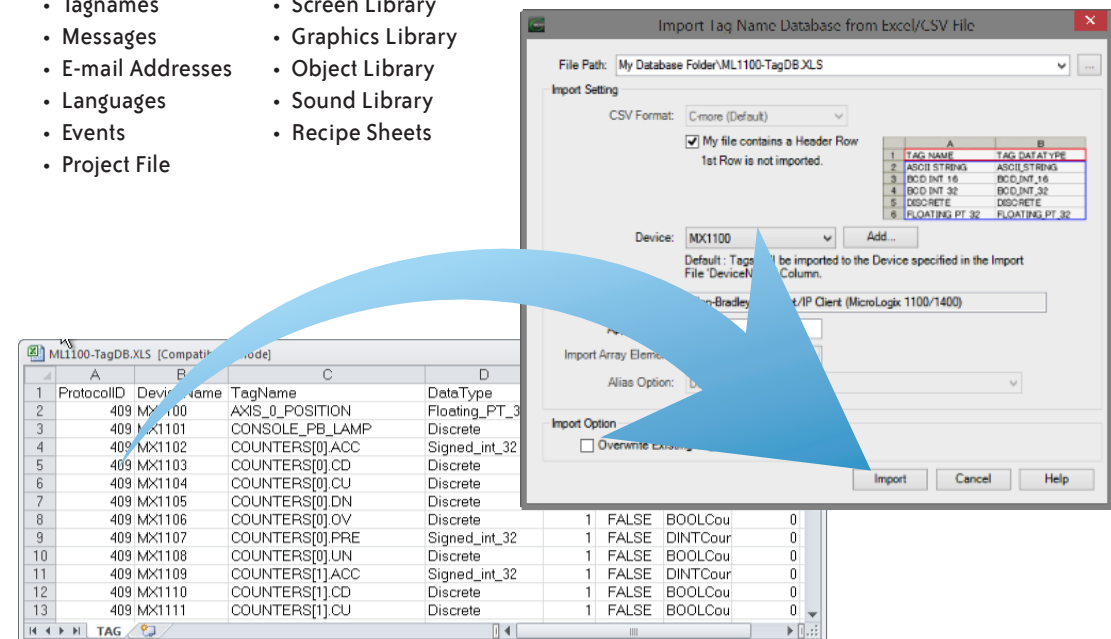 • Tagnames
• Messages
• E-mail Addresses
• Languages
• Events
• Project File
• Screen Library
• Graphics Library
• Object Library
• Sound Library
• Recipe Sheets
Import Tag Name Database from Excel/CSV File
File Path: My Database Folder\ML1100-TagDB.XLS ...
Import Setting
CSV Format: C-more (Default)
My file contains a Header Row
1st Row is not imported.
A B
1 TAG NAME TAG DATATYPE
2 ASCII STRING ASCII_STRING
3 BCD INT 16 BCD_INT_16
4 BCD INT 32 BCD_INT_32
5 DISCRETE DISCRETE
6 FLOATING PT 32 FLOATING_PT_32
Device: MX1100 Add...
Default : Tags be imported to the Device specified in the Import
File 'DeviceN Column.
/IP Client (MicroLogix 1100/1400)
Import Array
Alias Option:
Import Option
Overwrite
Import Cancel Help
ML1100-TagDB.XLS [Compatib ode]
A B C D
1 ProtocolID Devic Name TagName DataType
2 409 MX1100 AXIS_0_POSITION Floating_PT_3
3 409 MX1101 CONSOLE_PB_LAMP Discrete
4 409 MX1102 COUNTERS[0].ACC Signed_int_32
5 409 MX1103 COUNTERS[0].CD Discrete
6 409 MX1104 COUNTERS[0].CU Discrete
7 409 MX1105 COUNTERS[0].DN Discrete
8 409 MX1106 COUNTERS[0].OV Discrete 1 FALSE BOOLCou 0
9 409 MX1107 COUNTERS[0].PRE Signed_int_32 1 FALSE DINTCour 0
10 409 MX1108 COUNTERS[0].UN Discrete 1 FALSE BOOLCou 0
11 409 MX1109 COUNTERS[1].ACC Signed_int_32 1 FALSE DINTCour 0
12 409 MX1110 COUNTERS[1].CD Discrete 1 FALSE BOOLCou 0
13 409 MX1111 COUNTERS[1].CU Discrete 1 FALSE BOOLCou 0
TAG